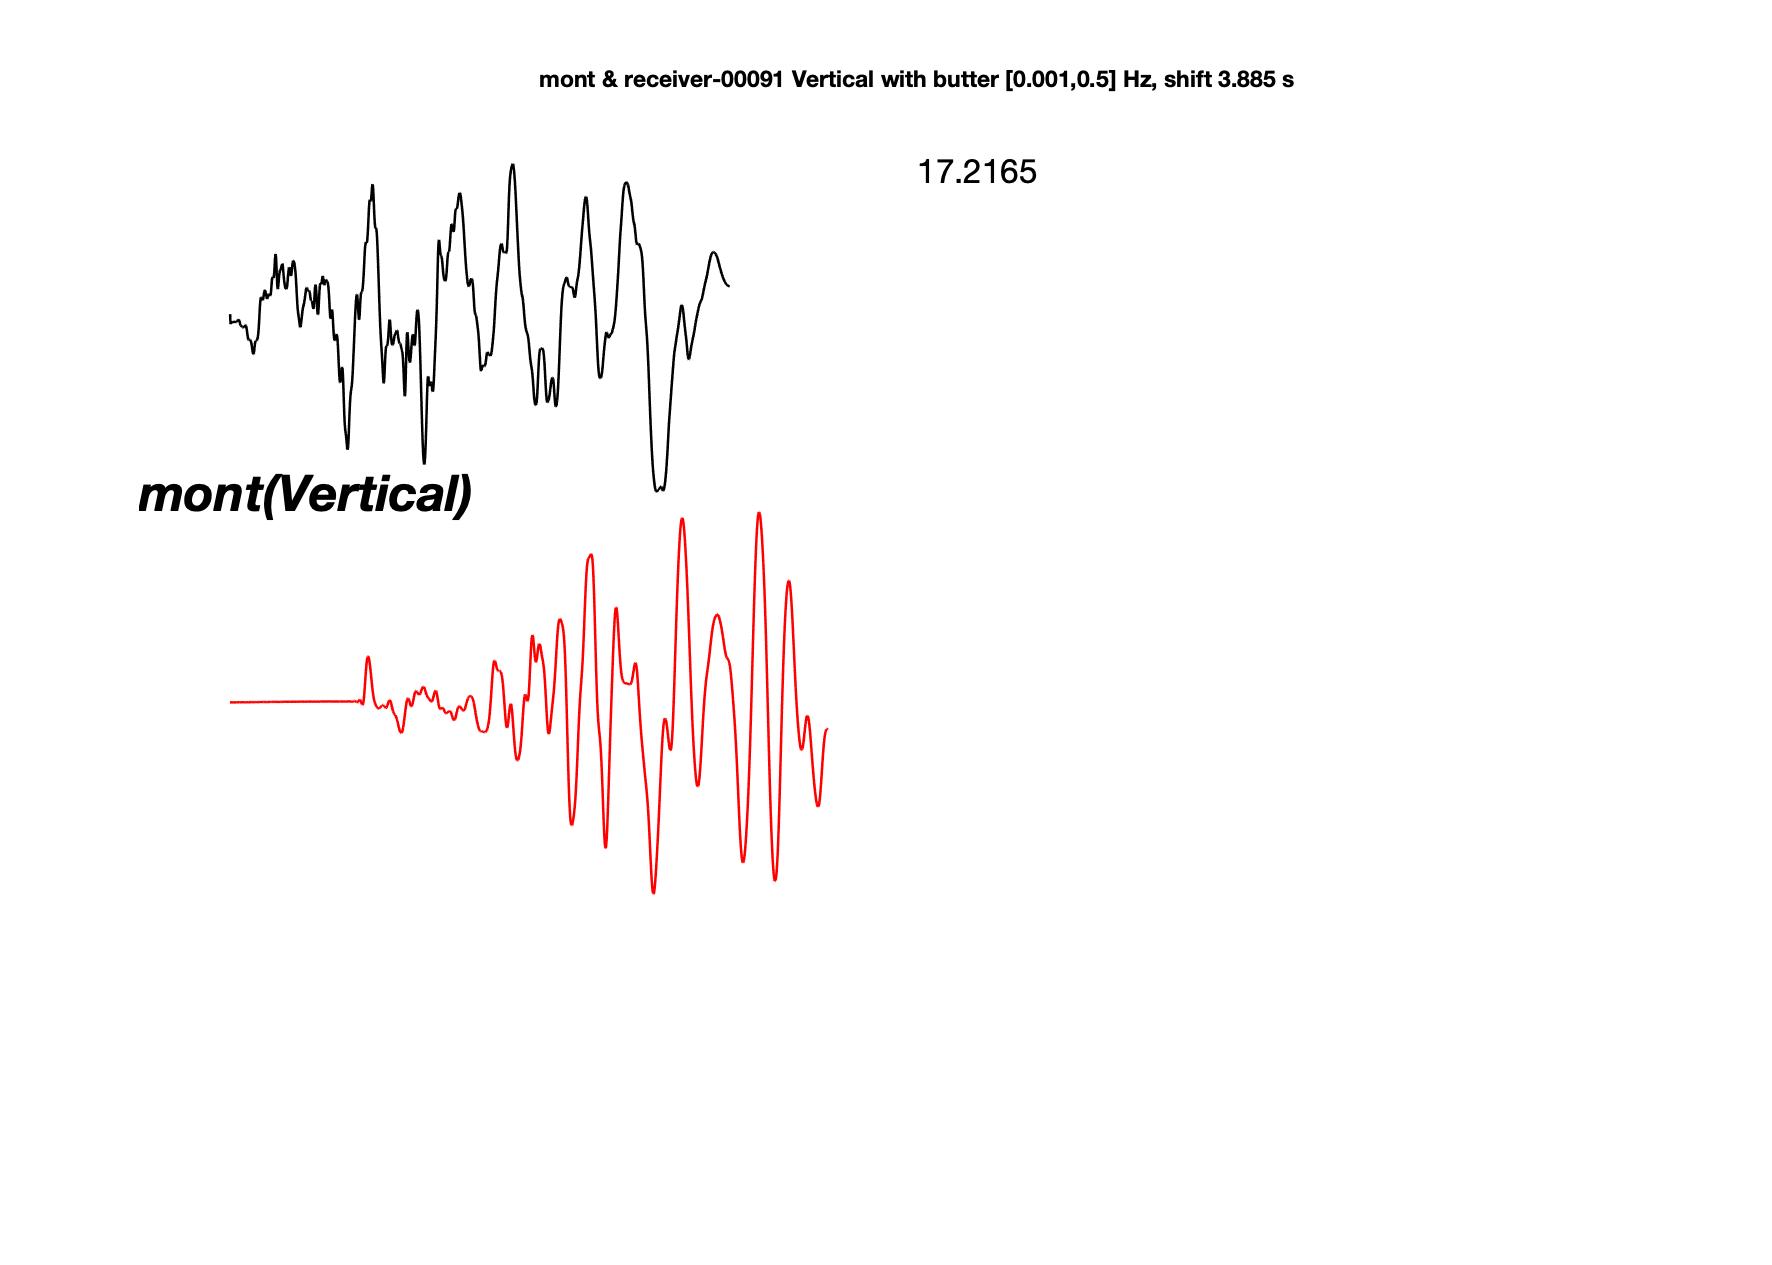 mont & receiver-00091 Vertical with butter [0.001,0.5] Hz, shift 3.885 s
17.2165
mont(Vertical)